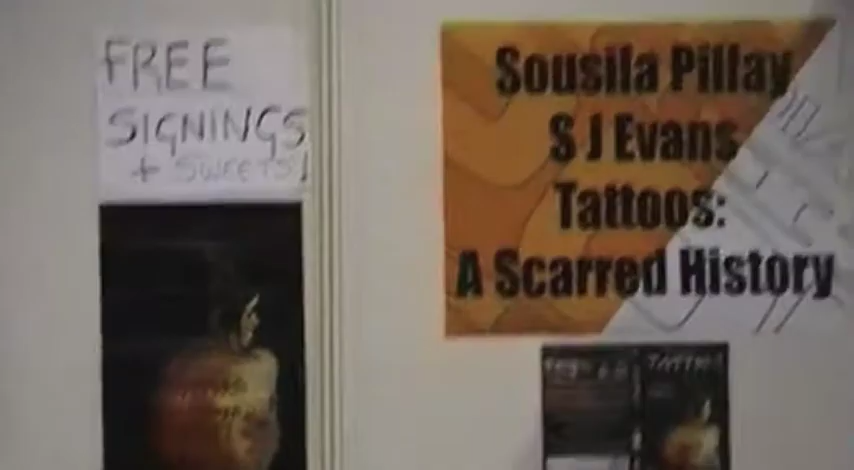 FREE
SIGNINGS
+ SWEETS!
Sousila Pillay
S J Evans
Tattoos:
A Scarred History